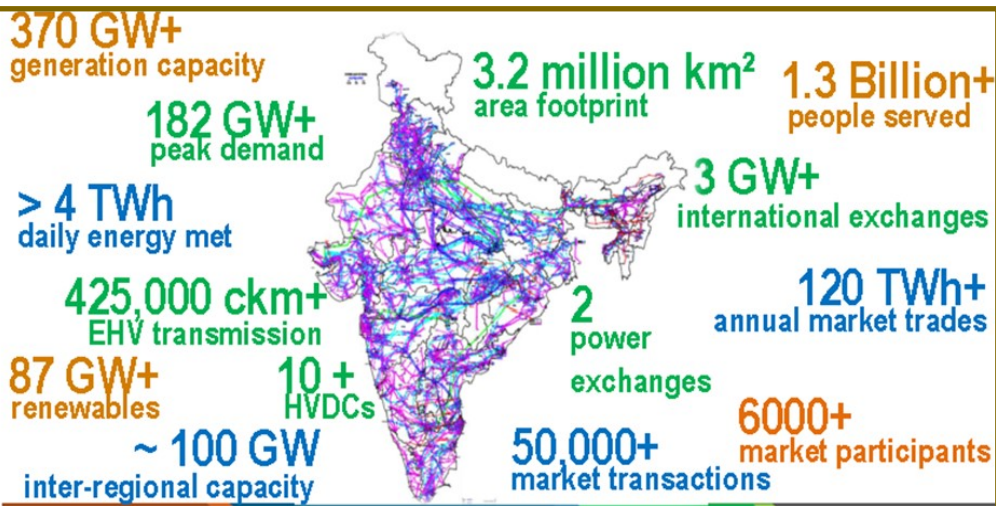 370 GW+
generation capacity
3.2 million km²
area footprint
1.3 Billion+
people served
182 GW+
peak demand
3 GW+
international exchanges
> 4 TWh
daily energy met
425,000 ckm+
EHV transmission
2
power
exchanges
120 TWh+
annual market trades
87 GW+
renewables
10 +
HVDCs
6000+
market participants
~ 100 GW
inter-regional capacity
50,000+
market transactions